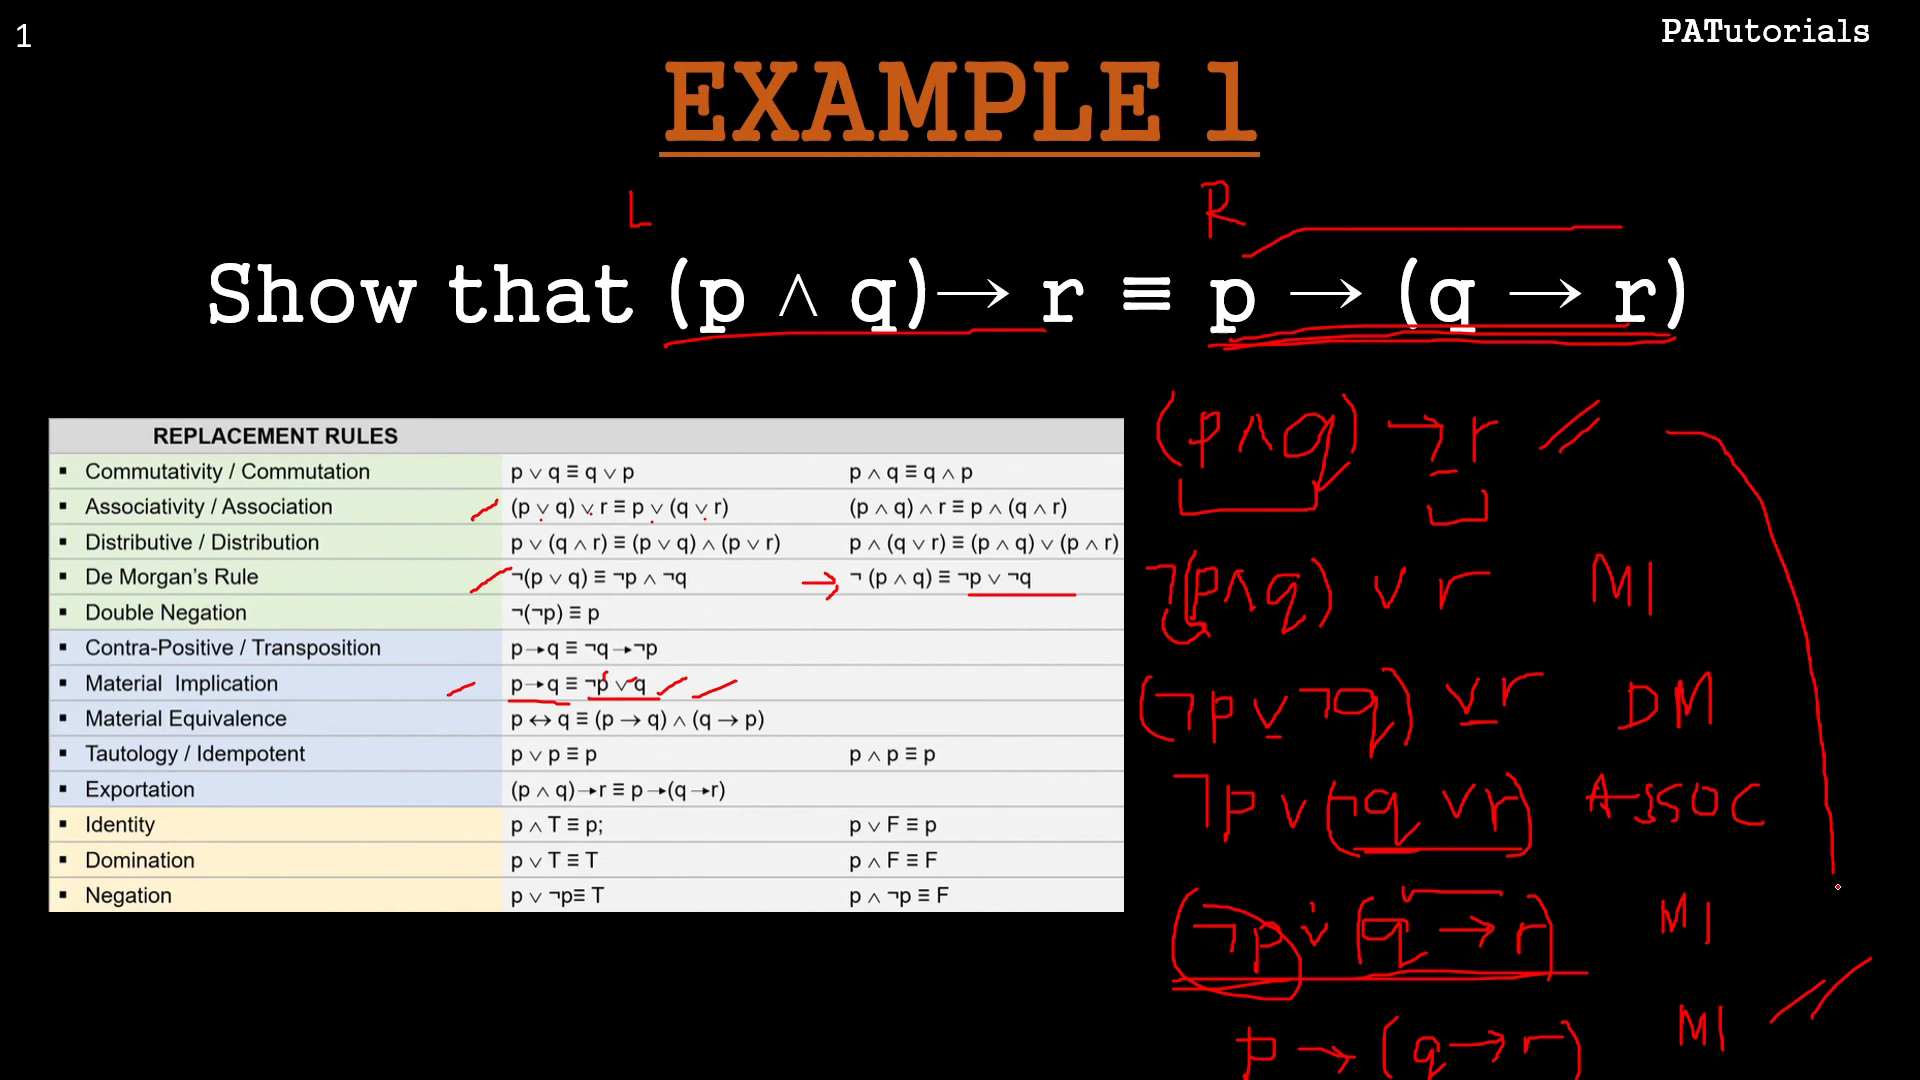 1
PATutorials
EXAMPLE 1
L R
Show that (p ∧ q)→ r ≡ p → (q → r)
REPLACEMENT RULES
▪ Commutativity / Commutation p ∨ q ≡ q ∨ p p ∧ q ≡ q ∧ p
▪ Associativity / Association (p ∨ q) ∨ r ≡ p ∨ (q ∨ r) (p ∧ q) ∧ r ≡ p ∧ (q ∧ r)
▪ Distributive / Distribution p ∨ (q ∧ r) ≡ (p ∨ q) ∧ (p ∨ r) p ∧ (q ∨ r) ≡ (p ∧ q) ∨ (p ∧ r)
▪ De Morgan's Rule ¬(p ∨ q) ≡ ¬p ∧ ¬q ¬ (p ∧ q) ≡ ¬p ∨ ¬q
▪ Double Negation ¬(¬p) ≡ p
▪ Contra-Positive / Transposition p→q ≡ ¬q→¬p
▪ Material Implication p→q ≡ ¬p ∨ q
▪ Material Equivalence p ↔ q ≡ (p → q) ∧ (q → p)
▪ Tautology / Idempotent p ∨ p ≡ p p ∧ p ≡ p
▪ Exportation (p ∧ q)→r ≡ p→(q→r)
▪ Identity p ∧ T ≡ p; p ∨ F ≡ p
▪ Domination p ∨ T ≡ T p ∧ F ≡ F
▪ Negation p ∨ ¬p≡ T p ∧ ¬p ≡ F
(p ∧ q) → r
¬(p ∧ q) ∨ r MI
(¬p ∨ ¬q) ∨ r DM
¬p ∨ (¬q ∨ r) ASSOC
¬p ∨ (q → r) MI
p → (q → r) MI